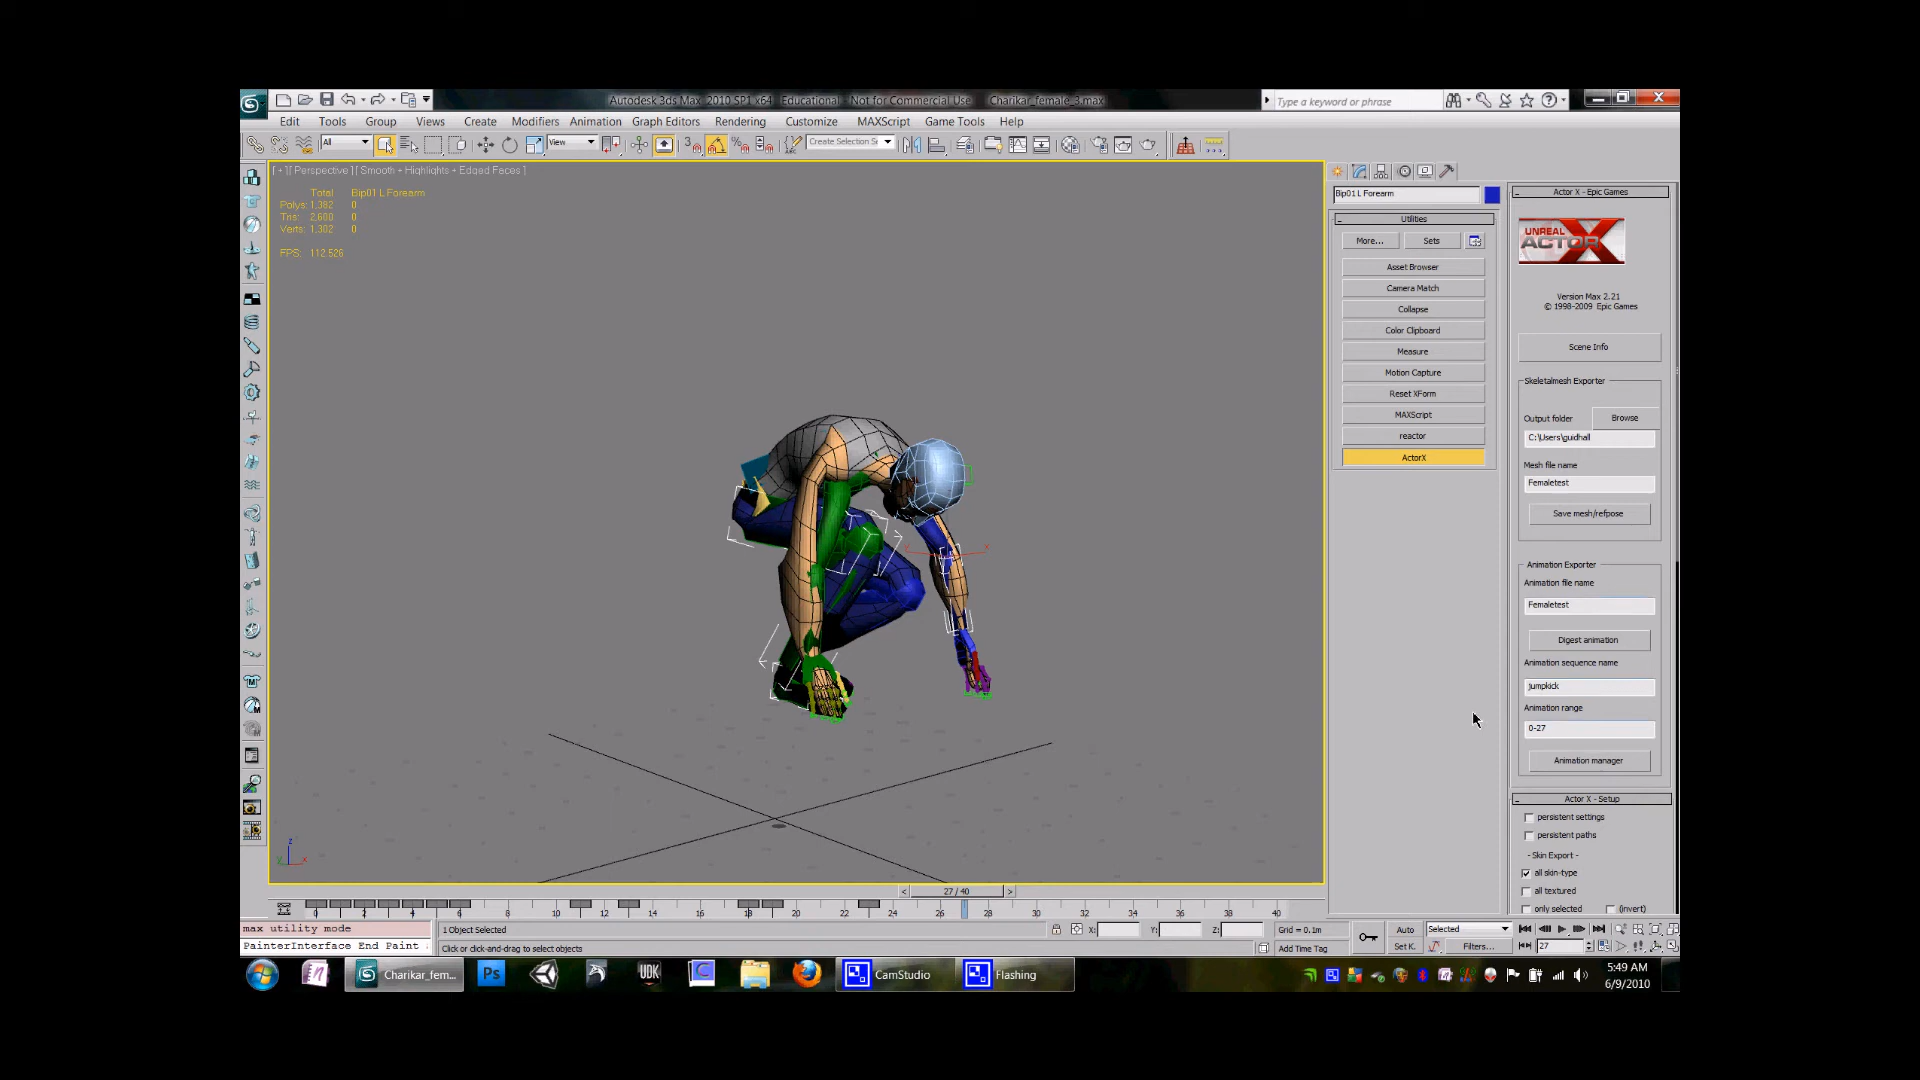 Autodesk 3ds Max 2010 SP1 x64 Educational - Not for Commercial Use Charikar_female_3.max
Type a keyword or phrase
Edit Tools Group Views Create Modifiers Animation Graph Editors Rendering Customize MAXScript Game Tools Help
All
View
3
Create Selection Se
[ + ][ Perspective ][ Smooth + Highlights + Edged Faces ]
Total Bip01 L Forearm
Polys: 1,382 0
Tris: 2,600 0
Verts: 1,302 0
FPS: 112.526
x
z
x
Bip01 L Forearm
Utilities
More... Sets
Asset Browser
Camera Match
Collapse
Color Clipboard
Measure
Motion Capture
Reset XForm
MAXScript
reactor
ActorX
Actor X - Epic Games
UNREAL
ACTOR X
Version Max 2.21
© 1998-2009 Epic Games
Scene Info
Skeletalmesh Exporter
Output folder Browse
C:\Users\guidhall
Mesh file name
Femaletest
Save mesh/refpose
Animation Exporter
Animation file name
Femaletest
Digest animation
Animation sequence name
jumpkick
Animation range
0-27
Animation manager
Actor X - Setup
persistent settings
persistent paths
- Skin Export -
all skin-type
all textured
only selected (invert)
< 27 / 40 >
0 2 4 6 8 10 12 14 16 18 20 22 24 26 28 30 32 34 36 38 40
max utility mode
PainterInterface End Paint
1 Object Selected
X: Y: Z: Grid = 0.1m
Click or click-and-drag to select objects
Add Time Tag
Auto Selected
Set K. Filters...
27
Charikar_fem...
Ps
UDK
CamStudio
Flashing
5:49 AM
6/9/2010